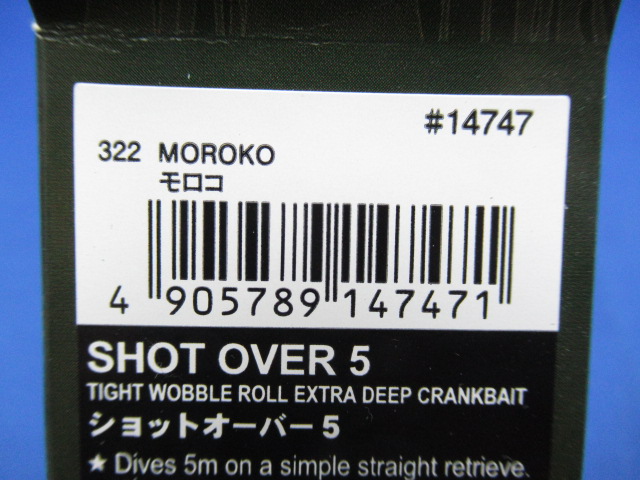 #14747
322 MOROKO
モロコ
4 905789 147471
SHOT OVER 5
TIGHT WOBBLE ROLL EXTRA DEEP CRANKBAIT
ショットオーバー5
★ Dives 5m on a simple straight retrieve.